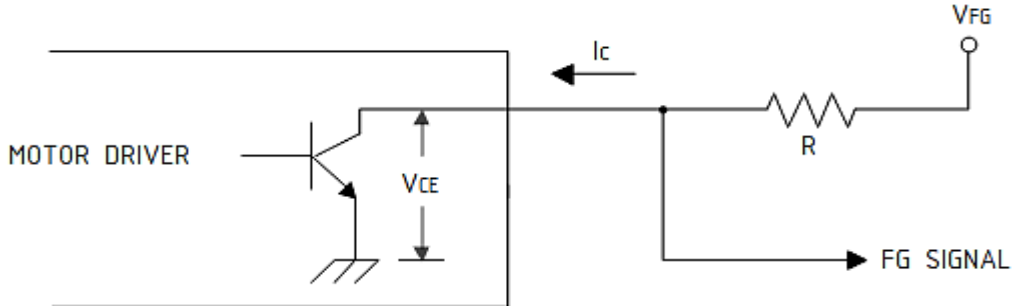 VFG
Ic
R
MOTOR DRIVER
VCE
FG SIGNAL